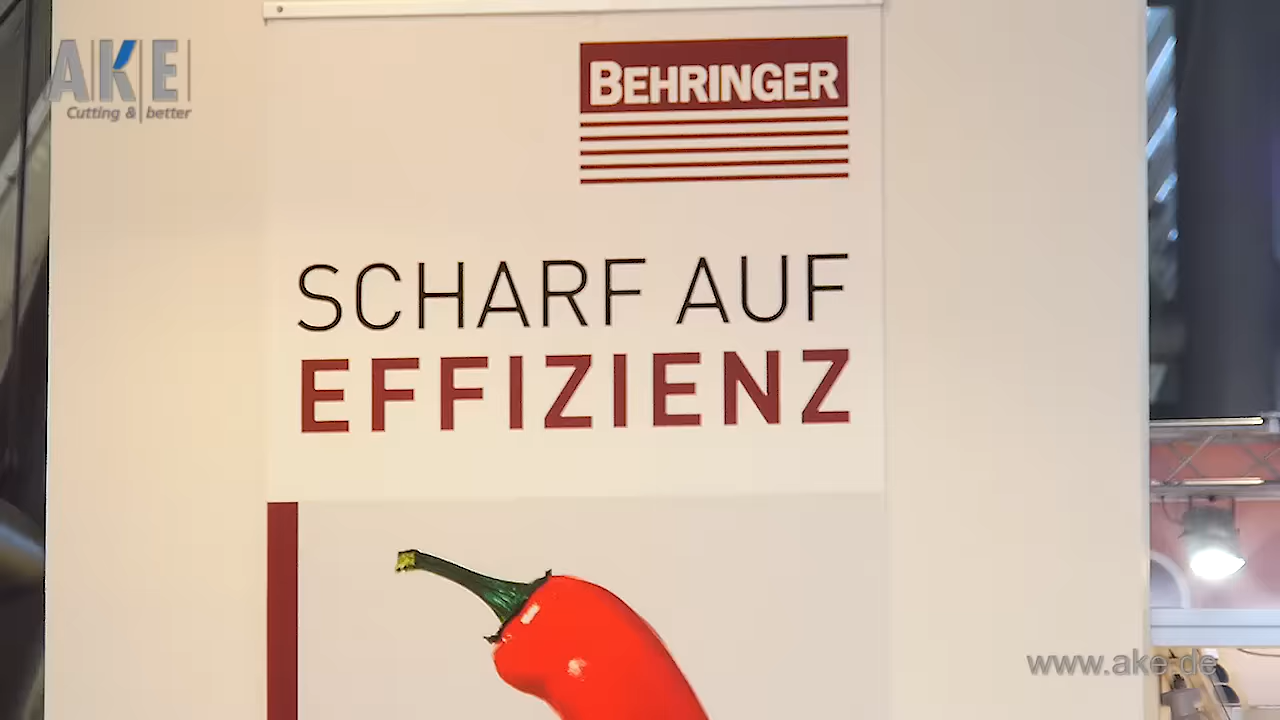 AKE
Cutting & better
BEHRINGER
SCHARF AUF
EFFIZIENZ
www.ake.de